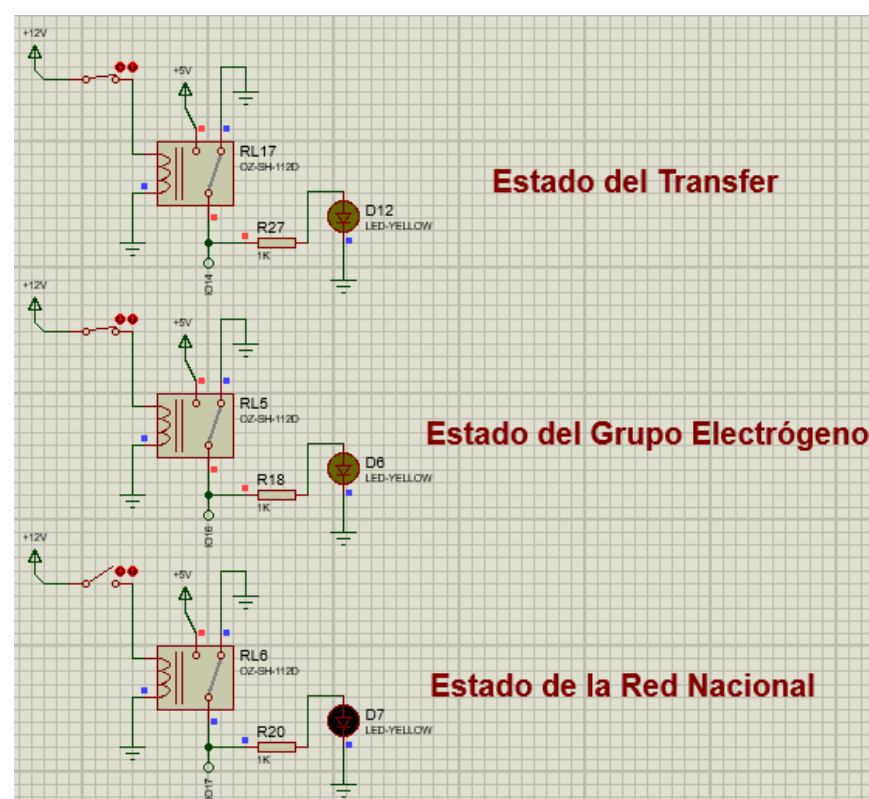 +12V
+5V
RL17
OZ-SH-112D
Estado del Transfer
D12
LED-YELLOW
R27
1K
IO14
+12V
+5V
RL5
OZ-SH-112D
Estado del Grupo Electrógeno
D6
LED-YELLOW
R18
1K
IO16
+12V
+5V
RL6
OZ-SH-112D
Estado de la Red Nacional
D7
LED-YELLOW
R20
1K
IO17